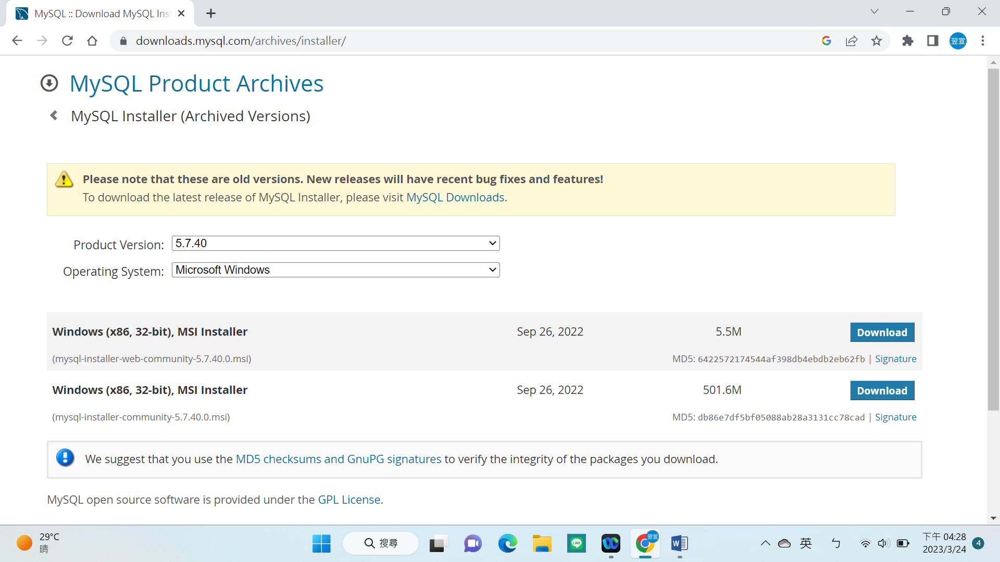 MySQL :: Download MySQL Ins
downloads.mysql.com/archives/installer/
翌宣
MySQL Product Archives
MySQL Installer (Archived Versions)
Please note that these are old versions. New releases will have recent bug fixes and features!
To download the latest release of MySQL Installer, please visit MySQL Downloads.
Product Version: 5.7.40
Operating System: Microsoft Windows
Windows (x86, 32-bit), MSI Installer Sep 26, 2022 5.5M Download
(mysql-installer-web-community-5.7.40.0.msi) MD5: 6422572174544af398db4ebdb2eb62fb | Signature
Windows (x86, 32-bit), MSI Installer Sep 26, 2022 501.6M Download
(mysql-installer-community-5.7.40.0.msi) MD5: db86e7df5bf05088ab28a3131cc78cad | Signature
We suggest that you use the MD5 checksums and GnuPG signatures to verify the integrity of the packages you download.
MySQL open source software is provided under the GPL License.
29°C
晴
搜尋
LINE
英 ㄅ
下午 04:28
2023/3/24
4